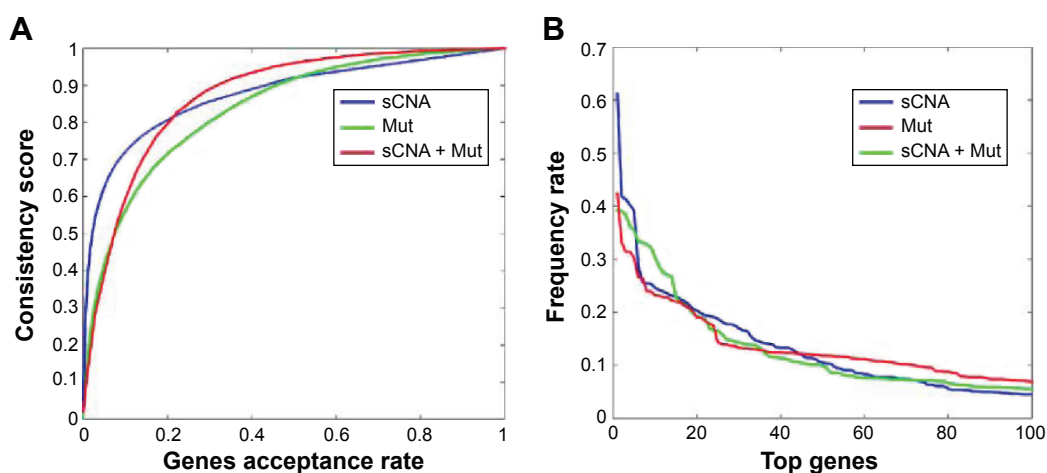 A
1
0.9
0.8
0.7
0.6
0.5
0.4
0.3
0.2
0.1
0
0 0.2 0.4 0.6 0.8 1
Consistency score
Genes acceptance rate
sCNA
Mut
sCNA + Mut
B
0.7
0.6
0.5
0.4
0.3
0.2
0.1
0
0 20 40 60 80 100
Frequency rate
Top genes
sCNA
Mut
sCNA + Mut